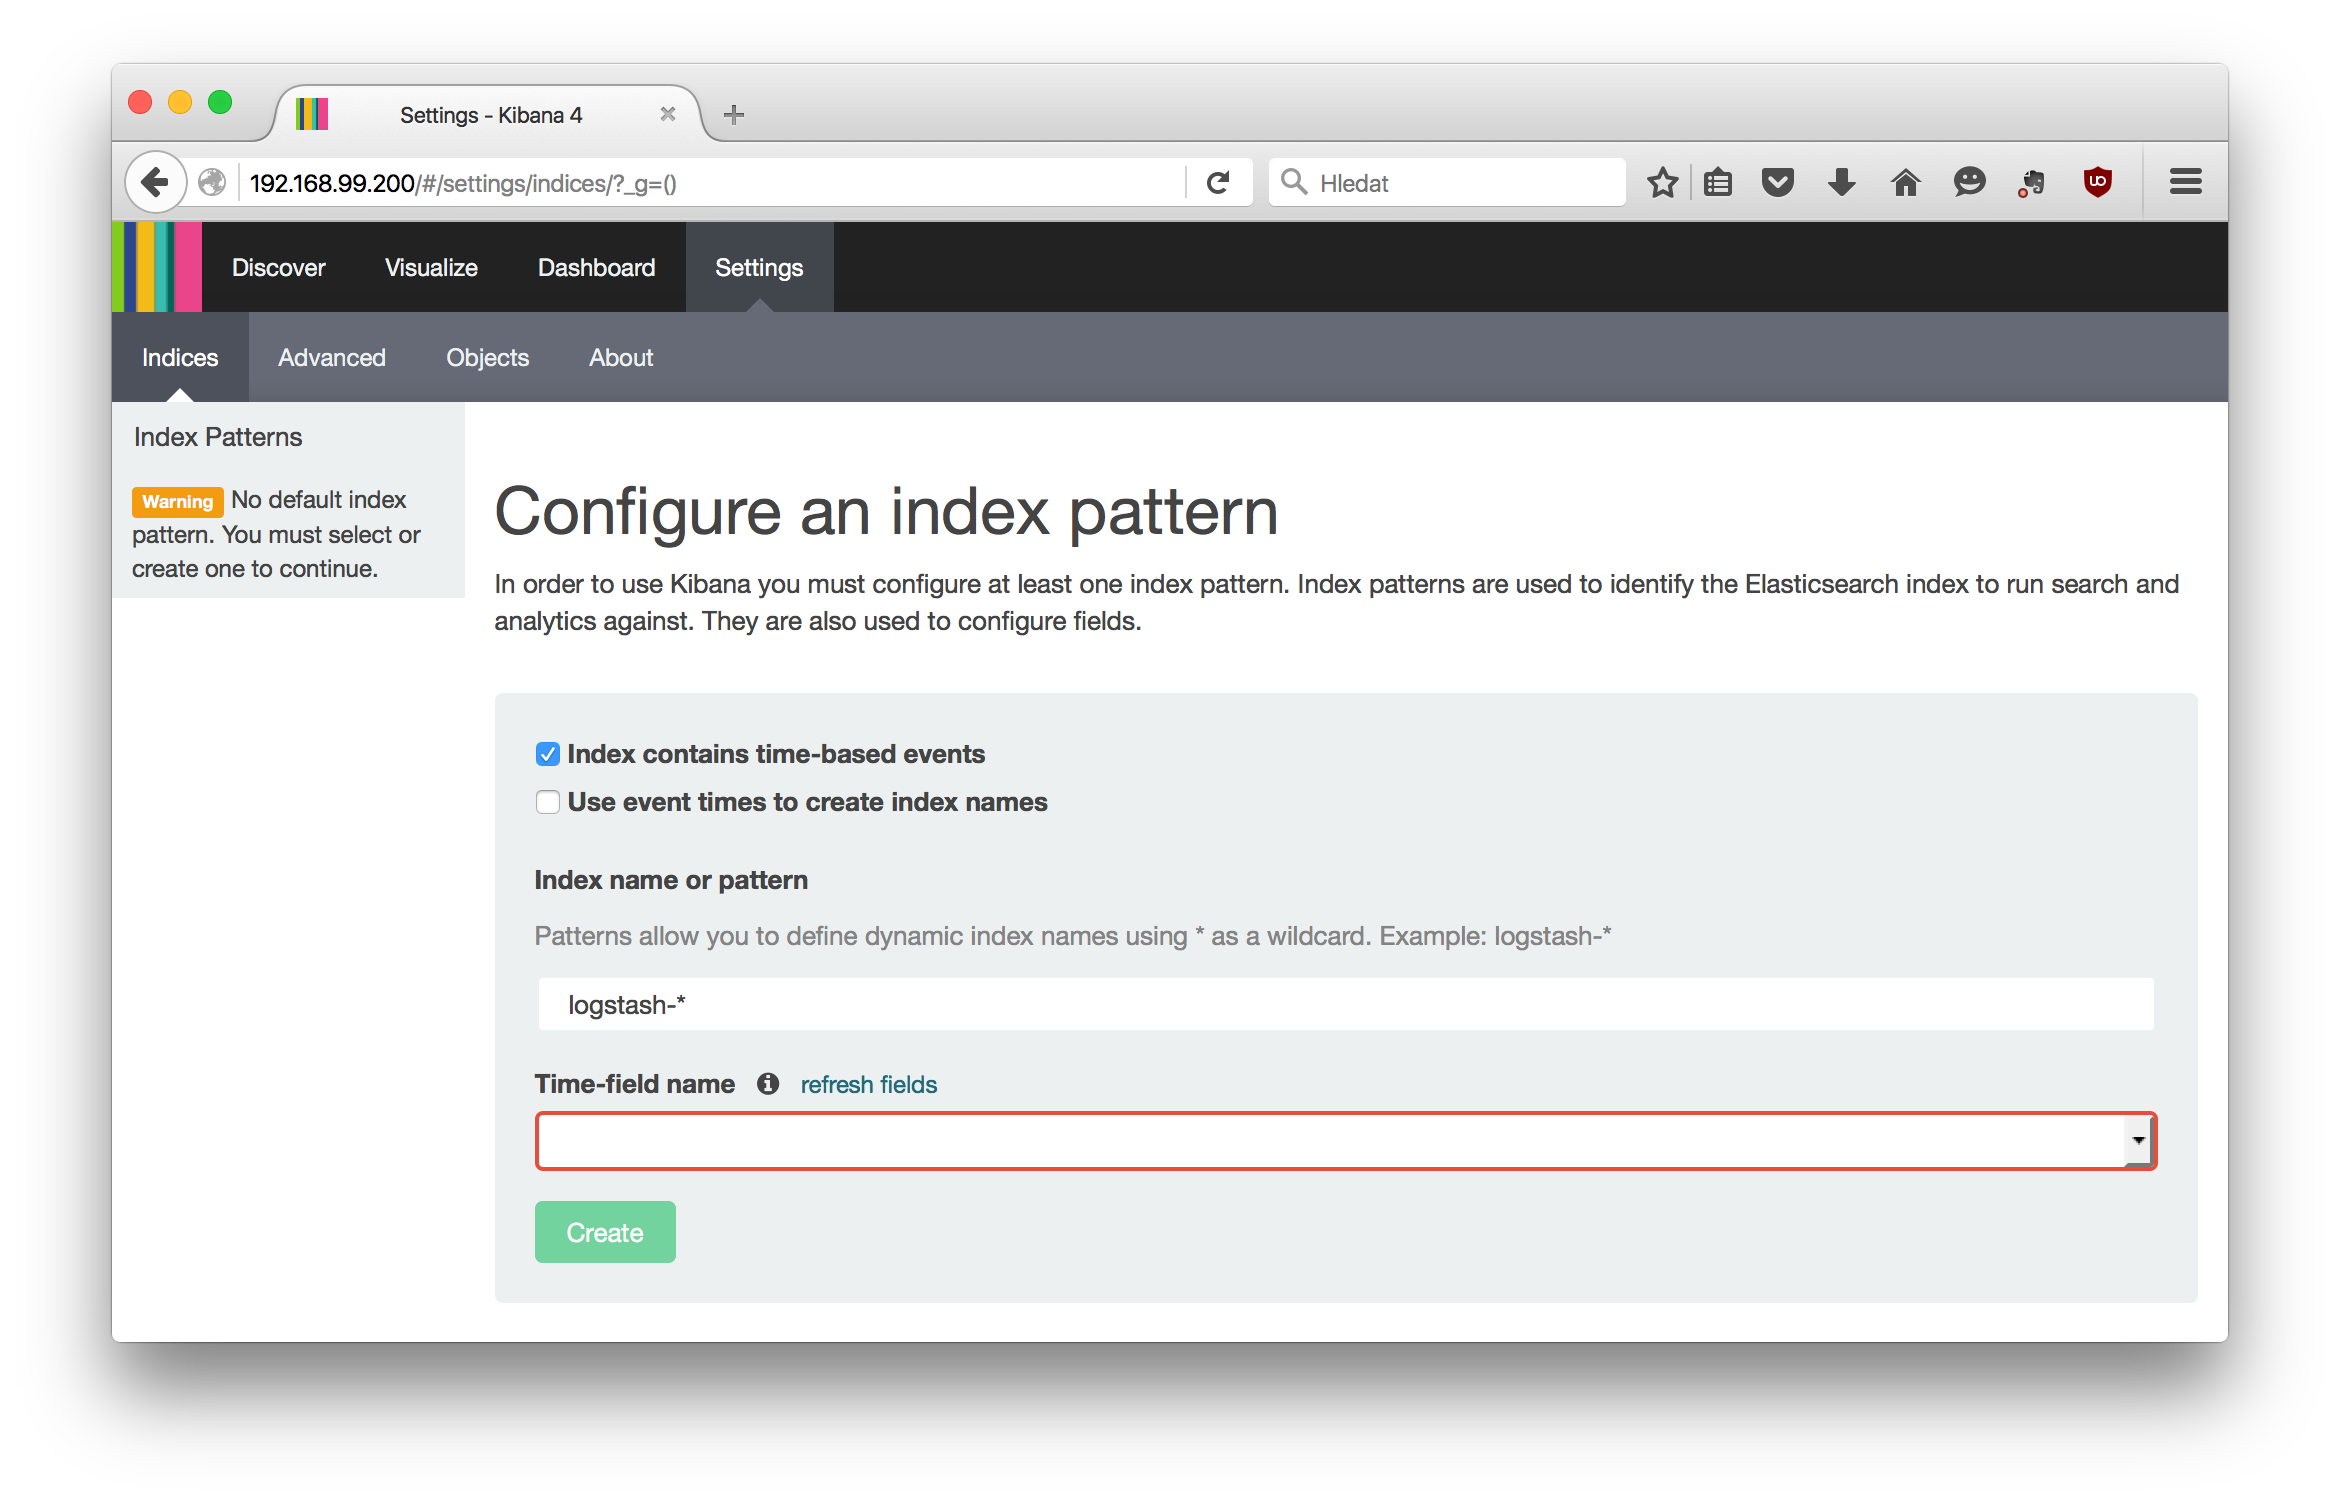 Settings - Kibana 4
192.168.99.200/#/settings/indices/?_g=()
Hledat
Discover
Visualize
Dashboard
Settings
Indices
Advanced
Objects
About
Index Patterns
Warning No default index
pattern. You must select or
create one to continue.
Configure an index pattern
In order to use Kibana you must configure at least one index pattern. Index patterns are used to identify the Elasticsearch index to run search and
analytics against. They are also used to configure fields.
Index contains time-based events
Use event times to create index names
Index name or pattern
Patterns allow you to define dynamic index names using * as a wildcard. Example: logstash-*
logstash-*
Time-field name refresh fields
Create